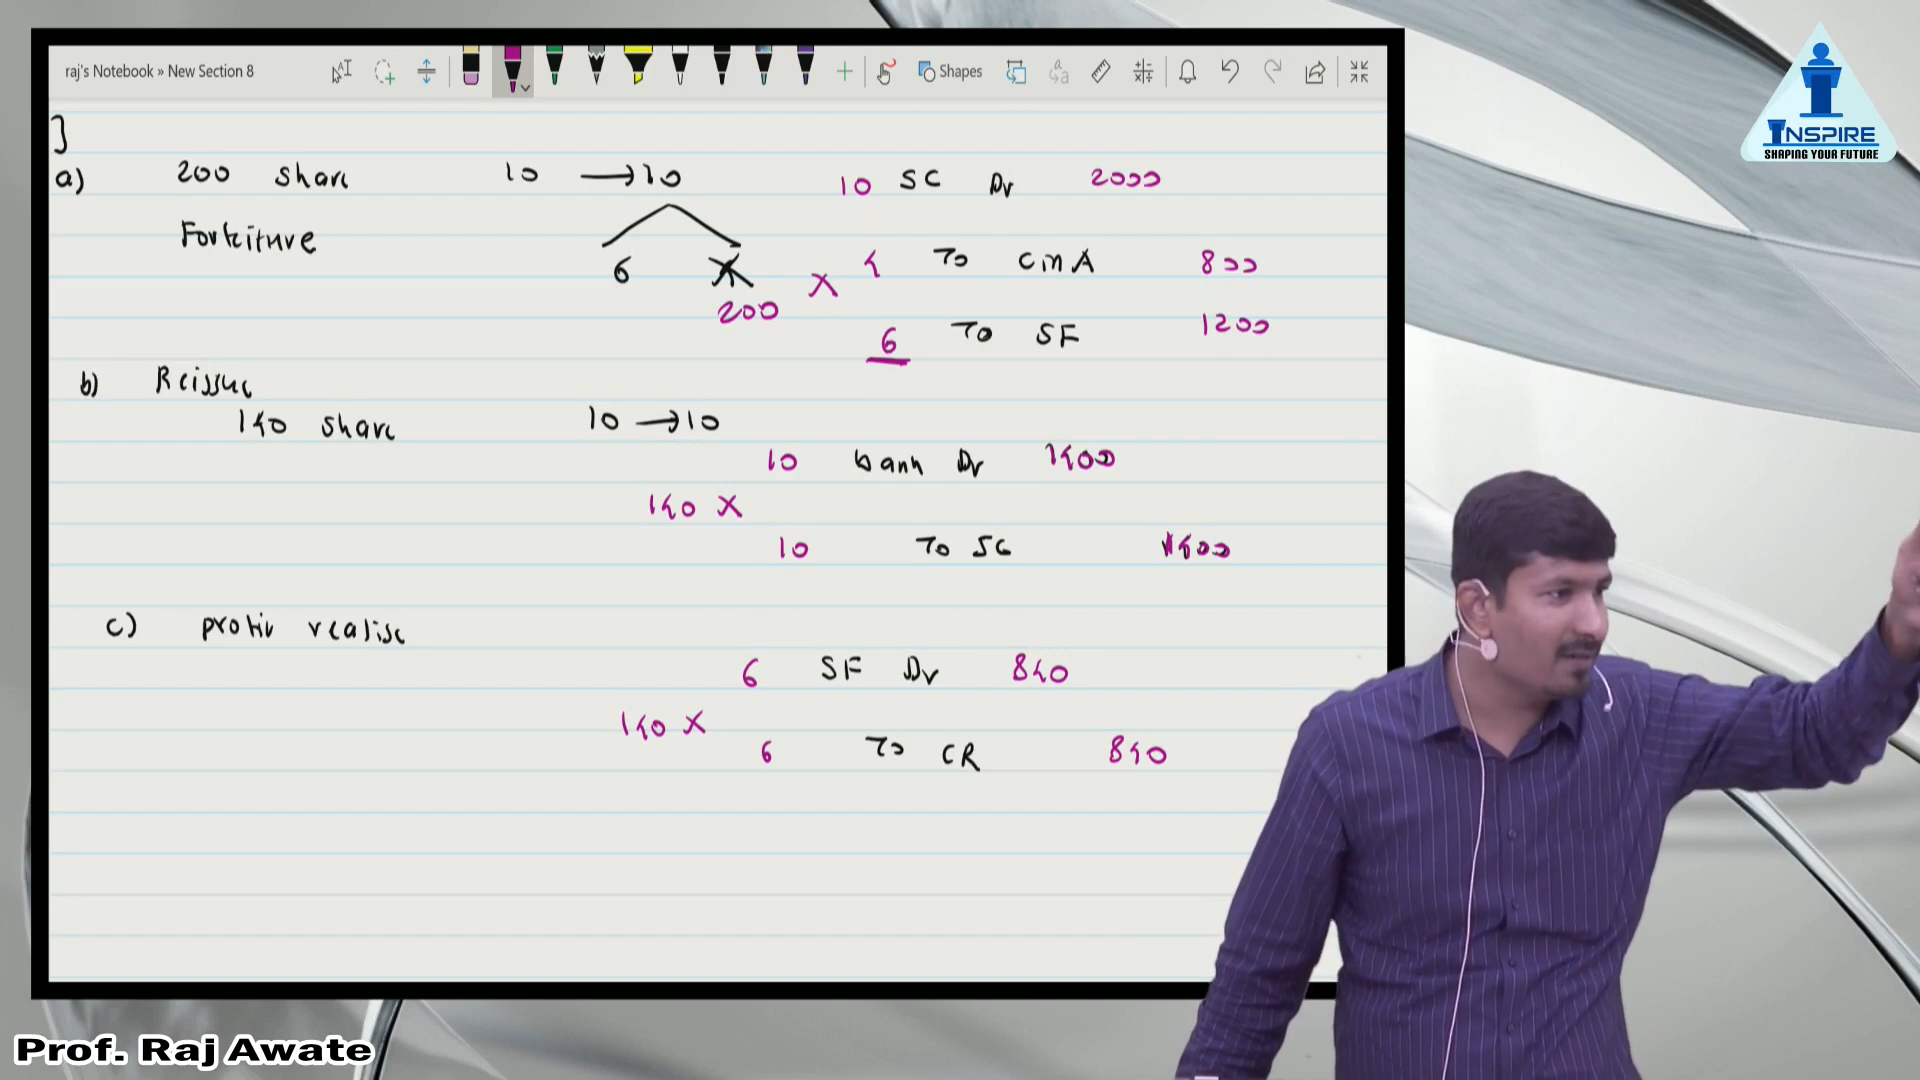 raj's Notebook » New Section 8
Shapes
INSPIRE
SHAPING YOUR FUTURE
a) 200 share 10 → 10 10 SC Dr 2000
Forfeiture
6 4 200 X 4 To CIIA 800
6 To SF 1200
b) Reissue
140 share 10 → 10
10 bank Dr 1400
140 X
10 To SC 1400
c) profit realise
6 SF Dr 840
140 X
6 To CR 840
Prof. Raj Awate